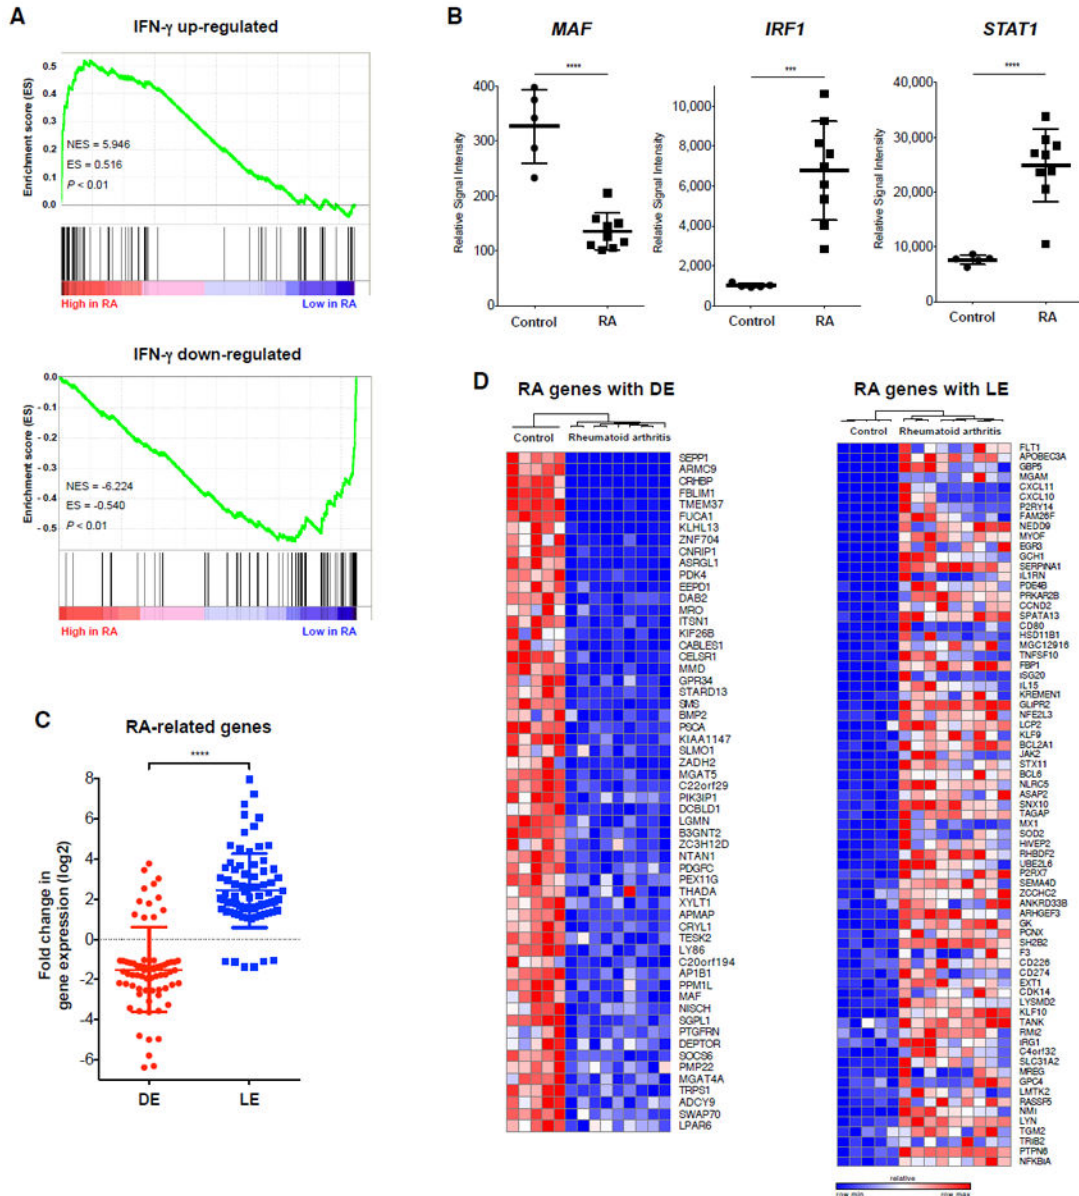 A
IFN-γ up-regulated
Enrichment score (ES)
0.5
0.4
0.3
0.2
0.1
0.0
NES = 5.946
ES = 0.516
P < 0.01
High in RA
Low in RA
IFN-γ down-regulated
Enrichment score (ES)
0.0
- 0.1
- 0.2
- 0.3
- 0.4
- 0.5
NES = -6.224
ES = -0.540
P < 0.01
High in RA
Low in RA
B
MAF
****
Relative Signal Intensity
400
300
200
100
0
Control
RA
IRF1
***
Relative Signal Intensity
10,000
8,000
6,000
4,000
2,000
0
Control
RA
STAT1
****
Relative Signal Intensity
40,000
30,000
20,000
10,000
0
Control
RA
C
RA-related genes
****
Fold change in
gene expression (log2)
8
6
4
2
0
-2
-4
-6
DE
LE
D
RA genes with DE
Control
Rheumatoid arthritis
SEPP1
ARMC9
CRHBP
FBLIM1
TMEM37
FUCA1
KLHL13
ZNF704
CNRIP1
ASRGL1
PDK4
EEPD1
DAB2
MRO
ITSN1
KIF26B
CABLES1
CELSR1
MMD
GPR34
STARD13
SMS
BMP2
PSCA
KIAA1147
SLMO1
ZADH2
MGAT5
C22orf29
PIK3IP1
DCBLD1
LGMN
B3GNT2
ZC3H12D
NTAN1
PDGFC
PEX11G
THADA
XYLT1
APMAP
CRYL1
TESK2
LY86
C20orf194
AP1B1
PPM1L
MAF
NISCH
SGPL1
PTGFRN
DEPTOR
SOCS6
PMP22
MGAT4A
TRPS1
ADCY9
SWAP70
LPAR6
RA genes with LE
Control
Rheumatoid arthritis
FLT1
APOBEC3A
GBP5
MGAM
CXCL11
CXCL10
P2RY14
FAM26F
NEDD9
MYOF
EGR3
GCH1
SERPINA1
IL1RN
PDE4B
PRKAR2B
CCND2
SPATA13
CD80
HSD11B1
MGC12916
TNFSF10
FBP1
ISG20
IL15
KREMEN1
GLIPR2
NFE2L3
LCP2
KLF9
BCL2A1
JAK2
STX11
BCL6
NLRC5
ASAP2
SNX10
TAGAP
MX1
SOD2
HIVEP2
RHBDF2
UBE2L6
P2RX7
SEMA4D
ZCCHC2
ANKRD33B
ARHGEF3
GK
PCNX
SH2B2
F3
CD226
CD274
EXT1
CDK14
LYSMD2
KLF10
TANK
RMI2
IRG1
C4orf32
SLC31A2
MREG
GPC4
LMTK2
RASSF5
NMI
LYN
TGM2
TRIB2
PTPN6
NFKBIA
relative
row min
row max